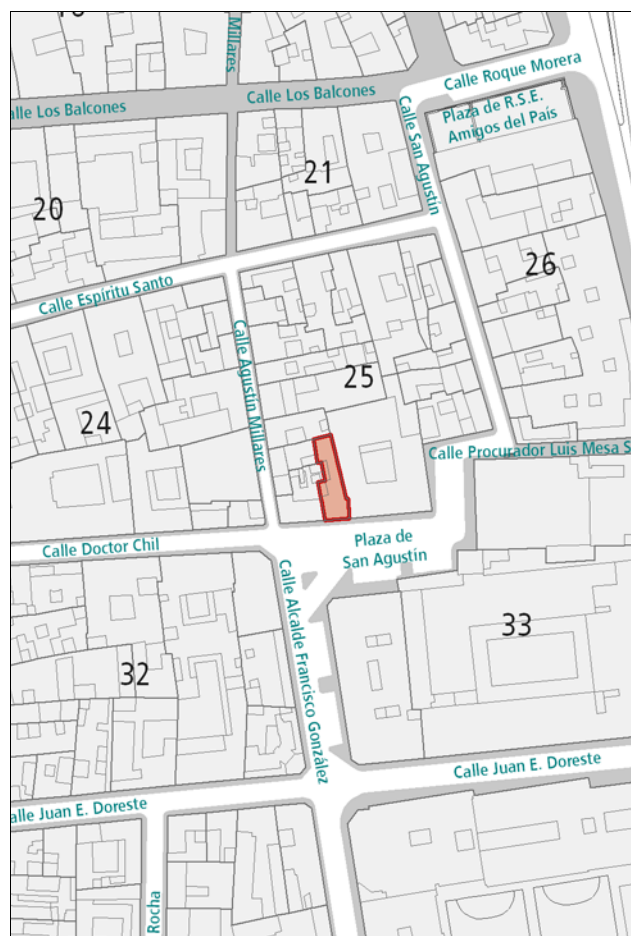 Millares
Calle Roque Morera
Calle Los Balcones
alle Los Balcones
Plaza de R.S.E.
Amigos del País
Calle San Agustín
21
20
26
Calle Espíritu Santo
Calle Agustín Millares
25
24
Calle Procurador Luis Mesa S
Plaza de
San Agustín
Calle Doctor Chil
Calle Alcalde Francisco González
33
32
Calle Juan E. Doreste
alle Juan E. Doreste
Rocha